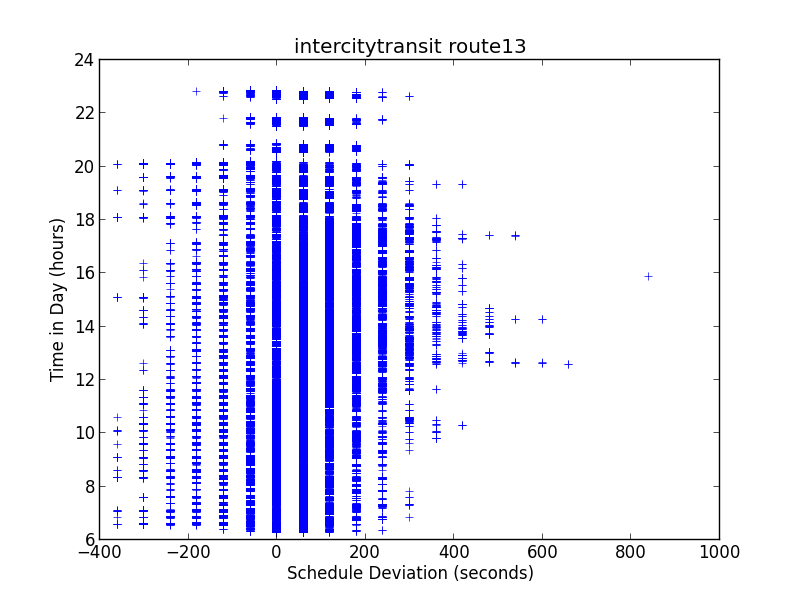 intercitytransit route13
24
22
20
18
16
14
12
10
8
6
Time in Day (hours)
−400 −200 0 200 400 600 800 1000
Schedule Deviation (seconds)